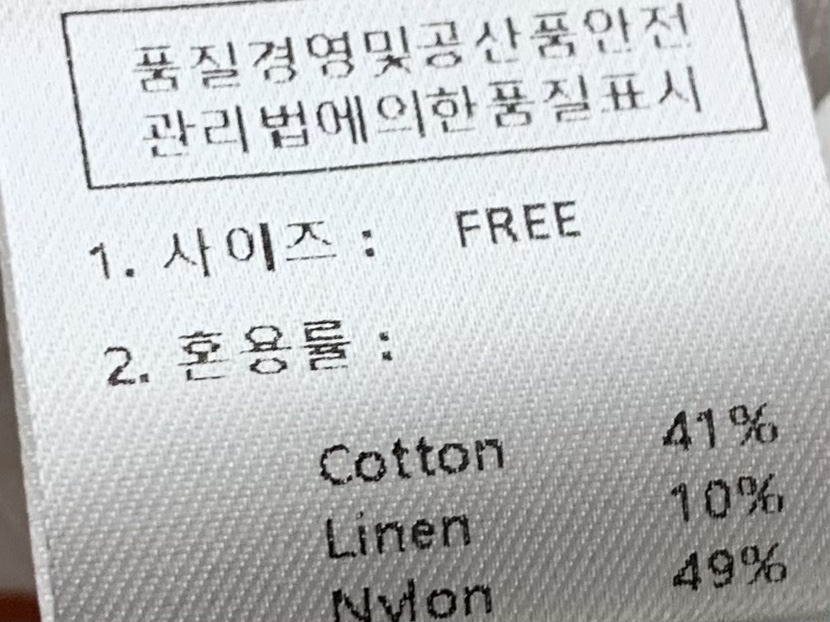 품질경영및공산품안전
관리법에의한품질표시
1. 사이즈 : FREE
2. 혼용률 :
Cotton 41%
Linen 10%
Nylon 49%